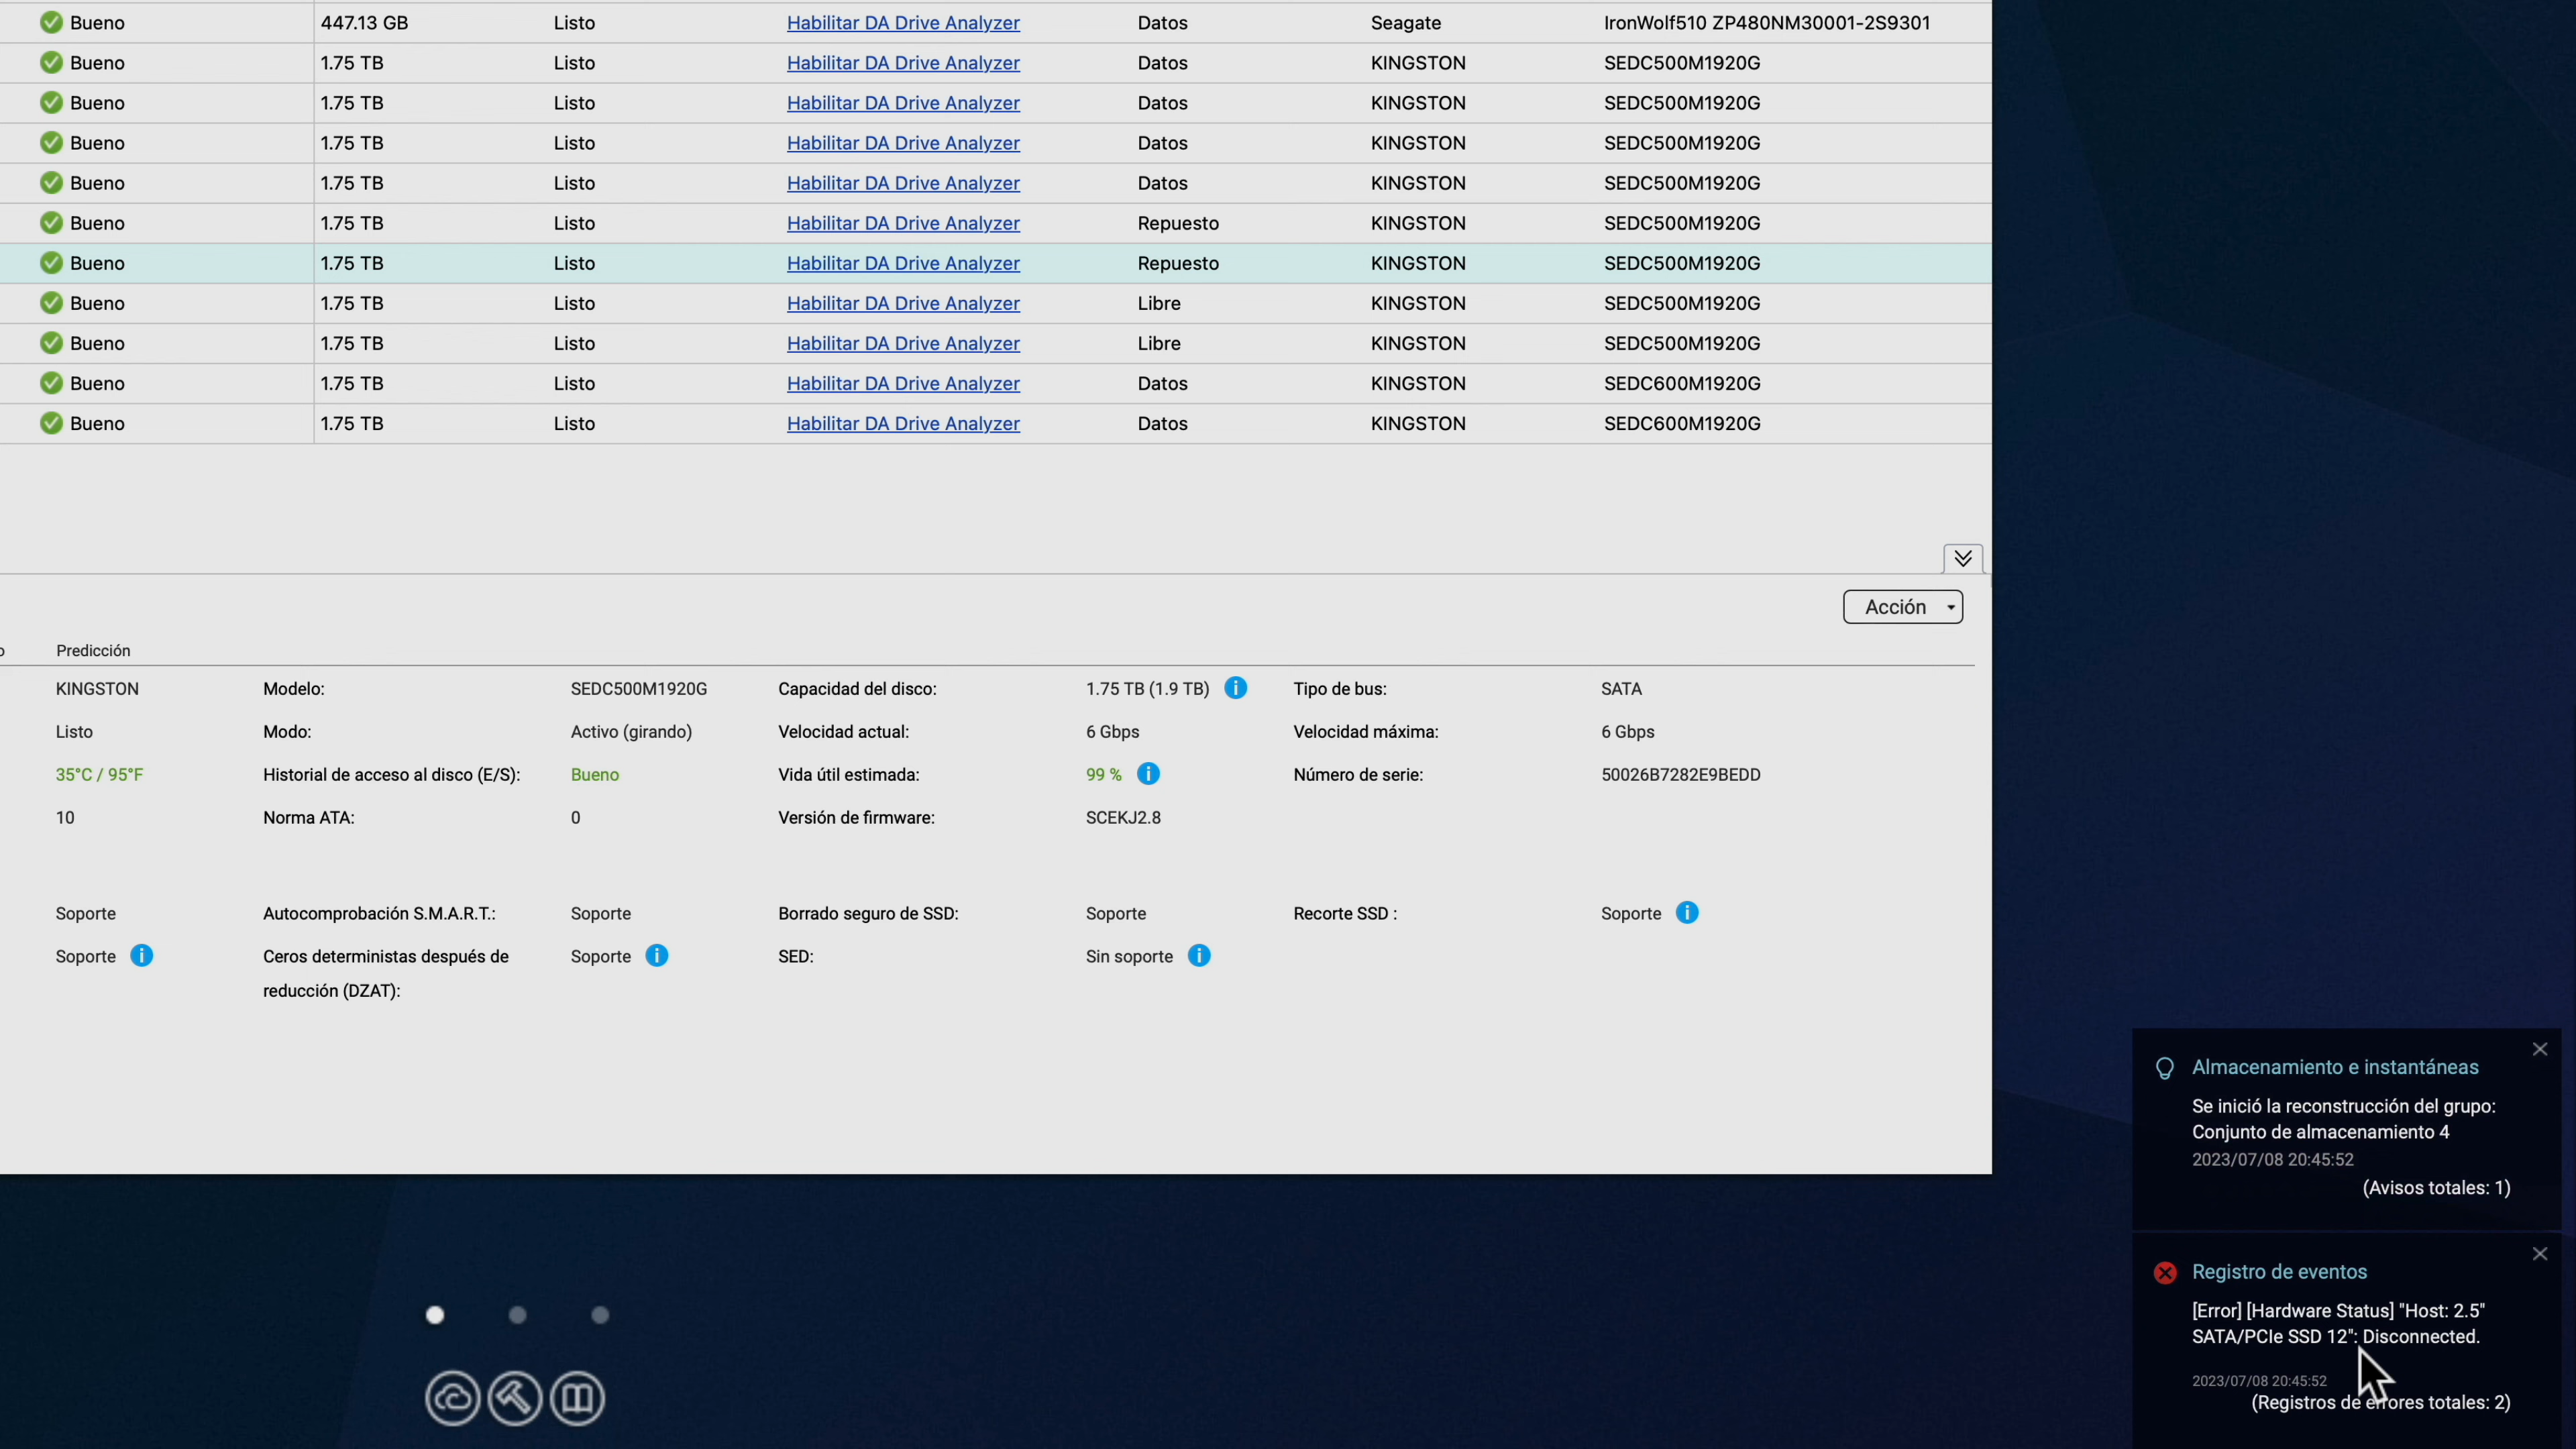 Bueno 447.13 GB Listo Habilitar DA Drive Analyzer Datos Seagate IronWolf510 ZP480NM30001-2S9301
Bueno 1.75 TB Listo Habilitar DA Drive Analyzer Datos KINGSTON SEDC500M1920G
Bueno 1.75 TB Listo Habilitar DA Drive Analyzer Datos KINGSTON SEDC500M1920G
Bueno 1.75 TB Listo Habilitar DA Drive Analyzer Datos KINGSTON SEDC500M1920G
Bueno 1.75 TB Listo Habilitar DA Drive Analyzer Datos KINGSTON SEDC500M1920G
Bueno 1.75 TB Listo Habilitar DA Drive Analyzer Repuesto KINGSTON SEDC500M1920G
Bueno 1.75 TB Listo Habilitar DA Drive Analyzer Repuesto KINGSTON SEDC500M1920G
Bueno 1.75 TB Listo Habilitar DA Drive Analyzer Libre KINGSTON SEDC500M1920G
Bueno 1.75 TB Listo Habilitar DA Drive Analyzer Libre KINGSTON SEDC500M1920G
Bueno 1.75 TB Listo Habilitar DA Drive Analyzer Datos KINGSTON SEDC600M1920G
Bueno 1.75 TB Listo Habilitar DA Drive Analyzer Datos KINGSTON SEDC600M1920G
Acción
o Predicción
KINGSTON Modelo: SEDC500M1920G Capacidad del disco: 1.75 TB (1.9 TB) Tipo de bus: SATA
Listo Modo: Activo (girando) Velocidad actual: 6 Gbps Velocidad máxima: 6 Gbps
35°C / 95°F Historial de acceso al disco (E/S): Bueno Vida útil estimada: 99 % Número de serie: 50026B7282E9BEDD
10 Norma ATA: 0 Versión de firmware: SCEKJ2.8
Soporte Autocomprobación S.M.A.R.T.: Soporte Borrado seguro de SSD: Soporte Recorte SSD : Soporte
Soporte Ceros deterministas después de Soporte SED: Sin soporte
reducción (DZAT):
Almacenamiento e instantáneas
Se inició la reconstrucción del grupo:
Conjunto de almacenamiento 4
2023/07/08 20:45:52
(Avisos totales: 1)
Registro de eventos
[Error] [Hardware Status] "Host: 2.5"
SATA/PCIe SSD 12": Disconnected.
2023/07/08 20:45:52
(Registros de errores totales: 2)